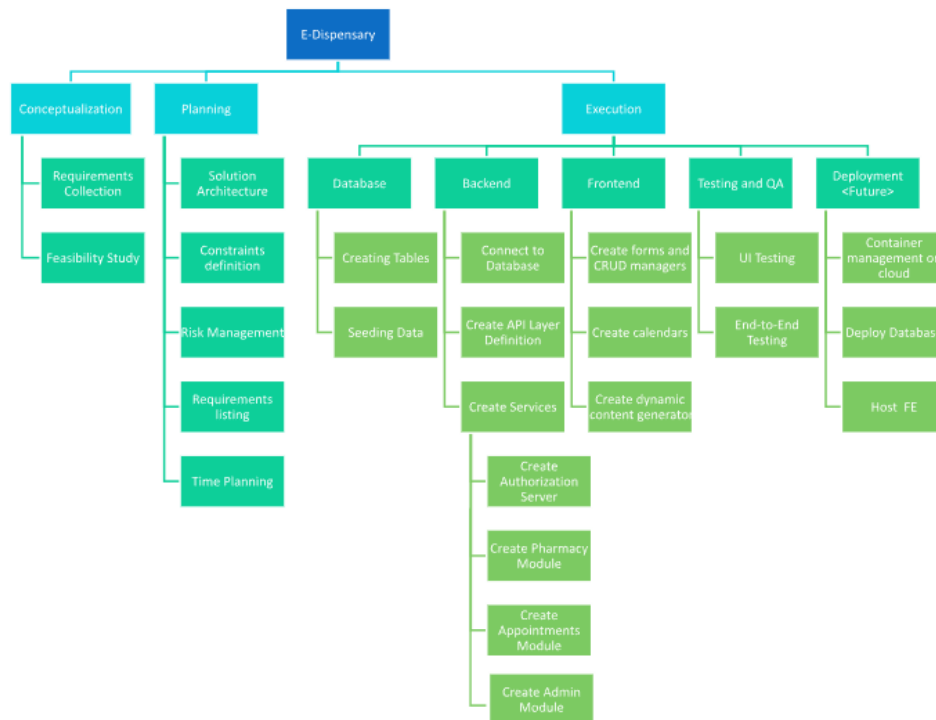 E-Dispensary
Conceptualization
Planning
Execution
Requirements
Collection
Feasibility Study
Solution
Architecture
Constraints
definition
Risk Management
Requirements
listing
Time Planning
Database
Backend
Frontend
Testing and QA
Deployment
<Future>
Creating Tables
Seeding Data
Connect to
Database
Create API Layer
Definition
Create Services
Create
Authorization
Server
Create Pharmacy
Module
Create
Appointments
Module
Create Admin
Module
Create forms and
CRUD managers
Create calendars
Create dynamic
content generator
UI Testing
End-to-End
Testing
Container
management on
cloud
Deploy Database
Host FE